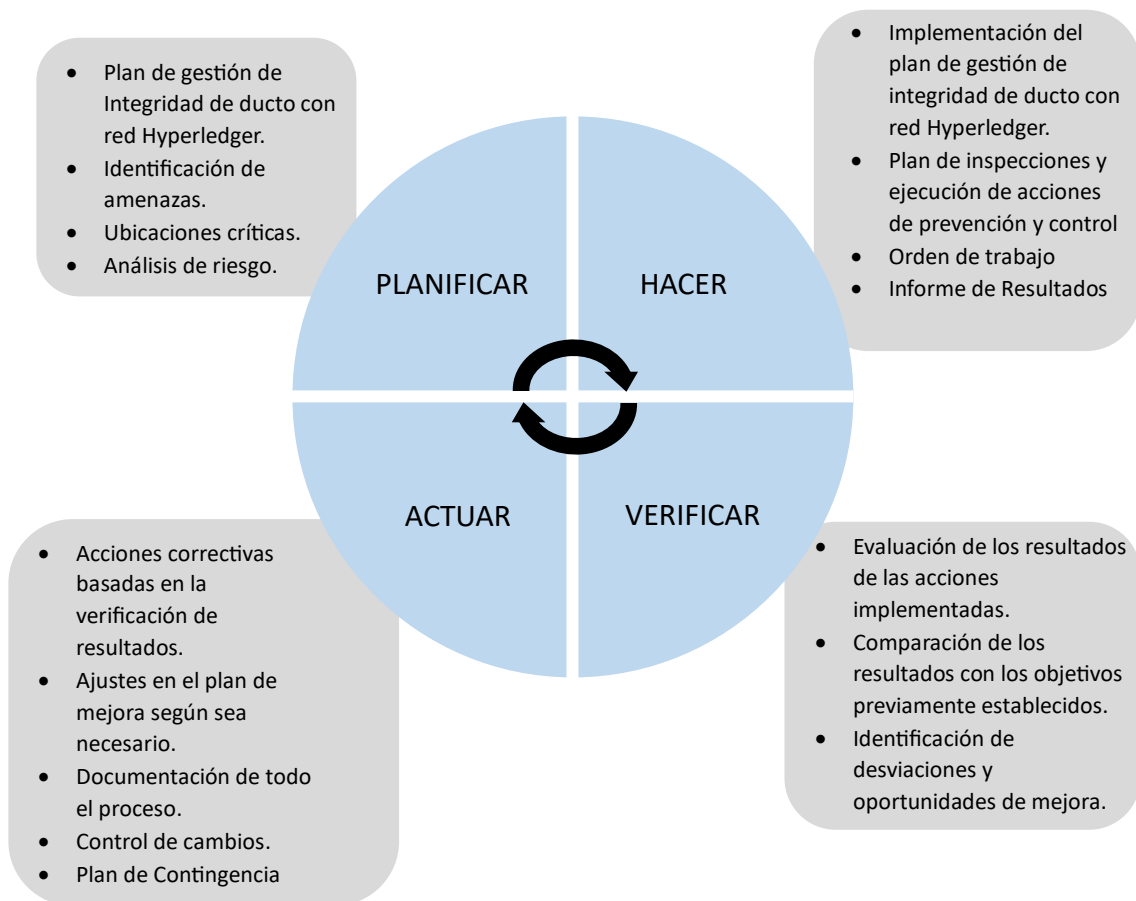 • Plan de gestión de
Integridad de ducto con
red Hyperledger.
• Identificación de
amenazas.
• Ubicaciones críticas.
• Análisis de riesgo.
• Implementación del
plan de gestión de
integridad de ducto con
red Hyperledger.
• Plan de inspecciones y
ejecución de acciones
de prevención y control
• Orden de trabajo
• Informe de Resultados
PLANIFICAR
HACER
ACTUAR
VERIFICAR
• Acciones correctivas
basadas en la
verificación de
resultados.
• Ajustes en el plan de
mejora según sea
necesario.
• Documentación de todo
el proceso.
• Control de cambios.
• Plan de Contingencia
• Evaluación de los resultados
de las acciones
implementadas.
• Comparación de los
resultados con los objetivos
previamente establecidos.
• Identificación de
desviaciones y
oportunidades de mejora.